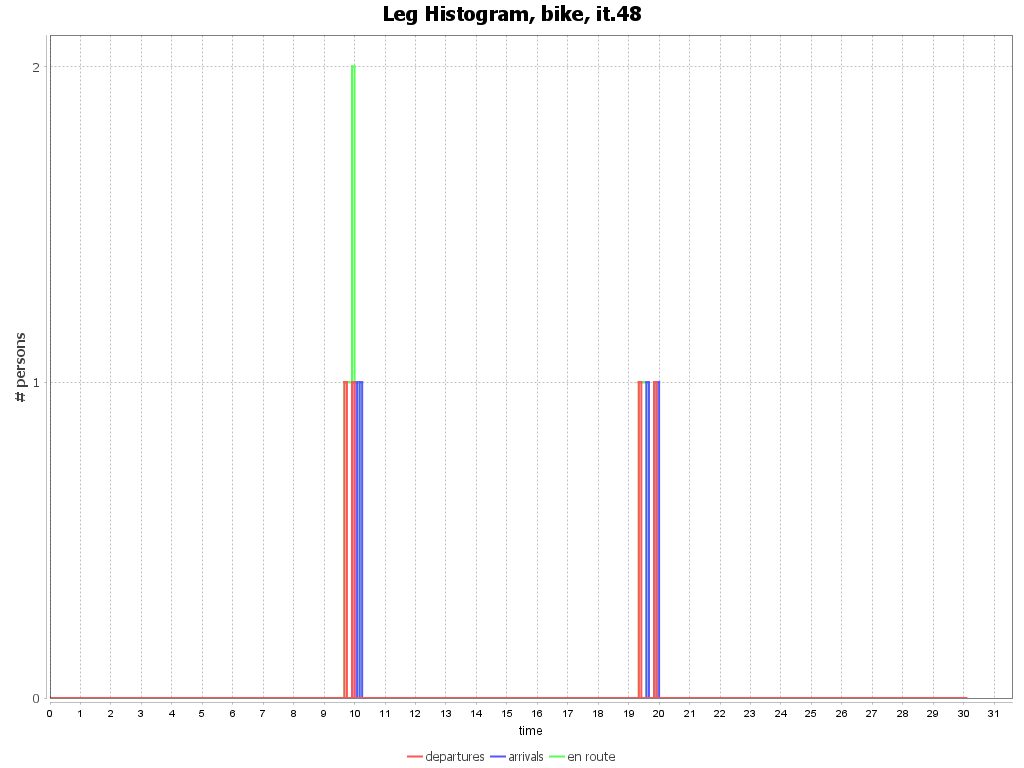 Leg Histogram, bike, it.48
# persons
2
1
0
0 1 2 3 4 5 6 7 8 9 10 11 12 13 14 15 16 17 18 19 20 21 22 23 24 25 26 27 28 29 30 31
time
departures arrivals en route